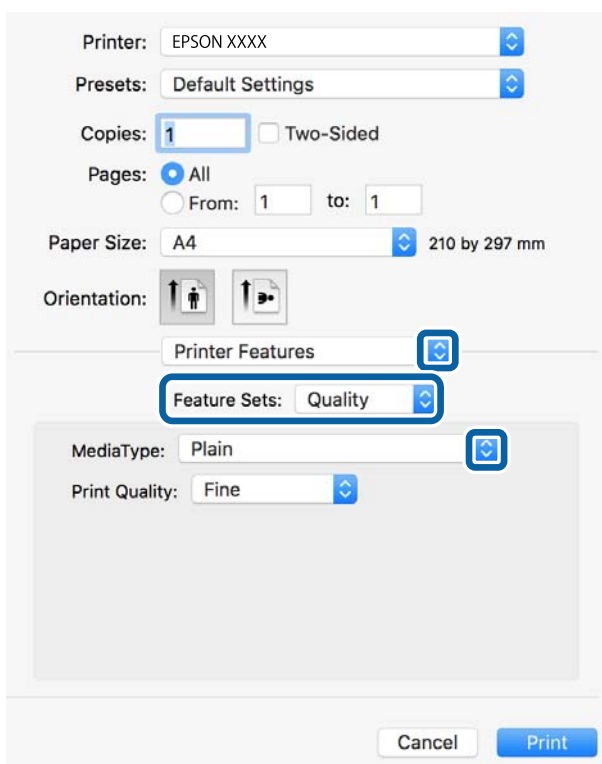 Printer: EPSON XXXX
Presets: Default Settings
Copies: 1 Two-Sided
Pages: All
From: 1 to: 1
Paper Size: A4 210 by 297 mm
Orientation:
Printer Features
Feature Sets: Quality
MediaType: Plain
Print Quality: Fine
Cancel Print